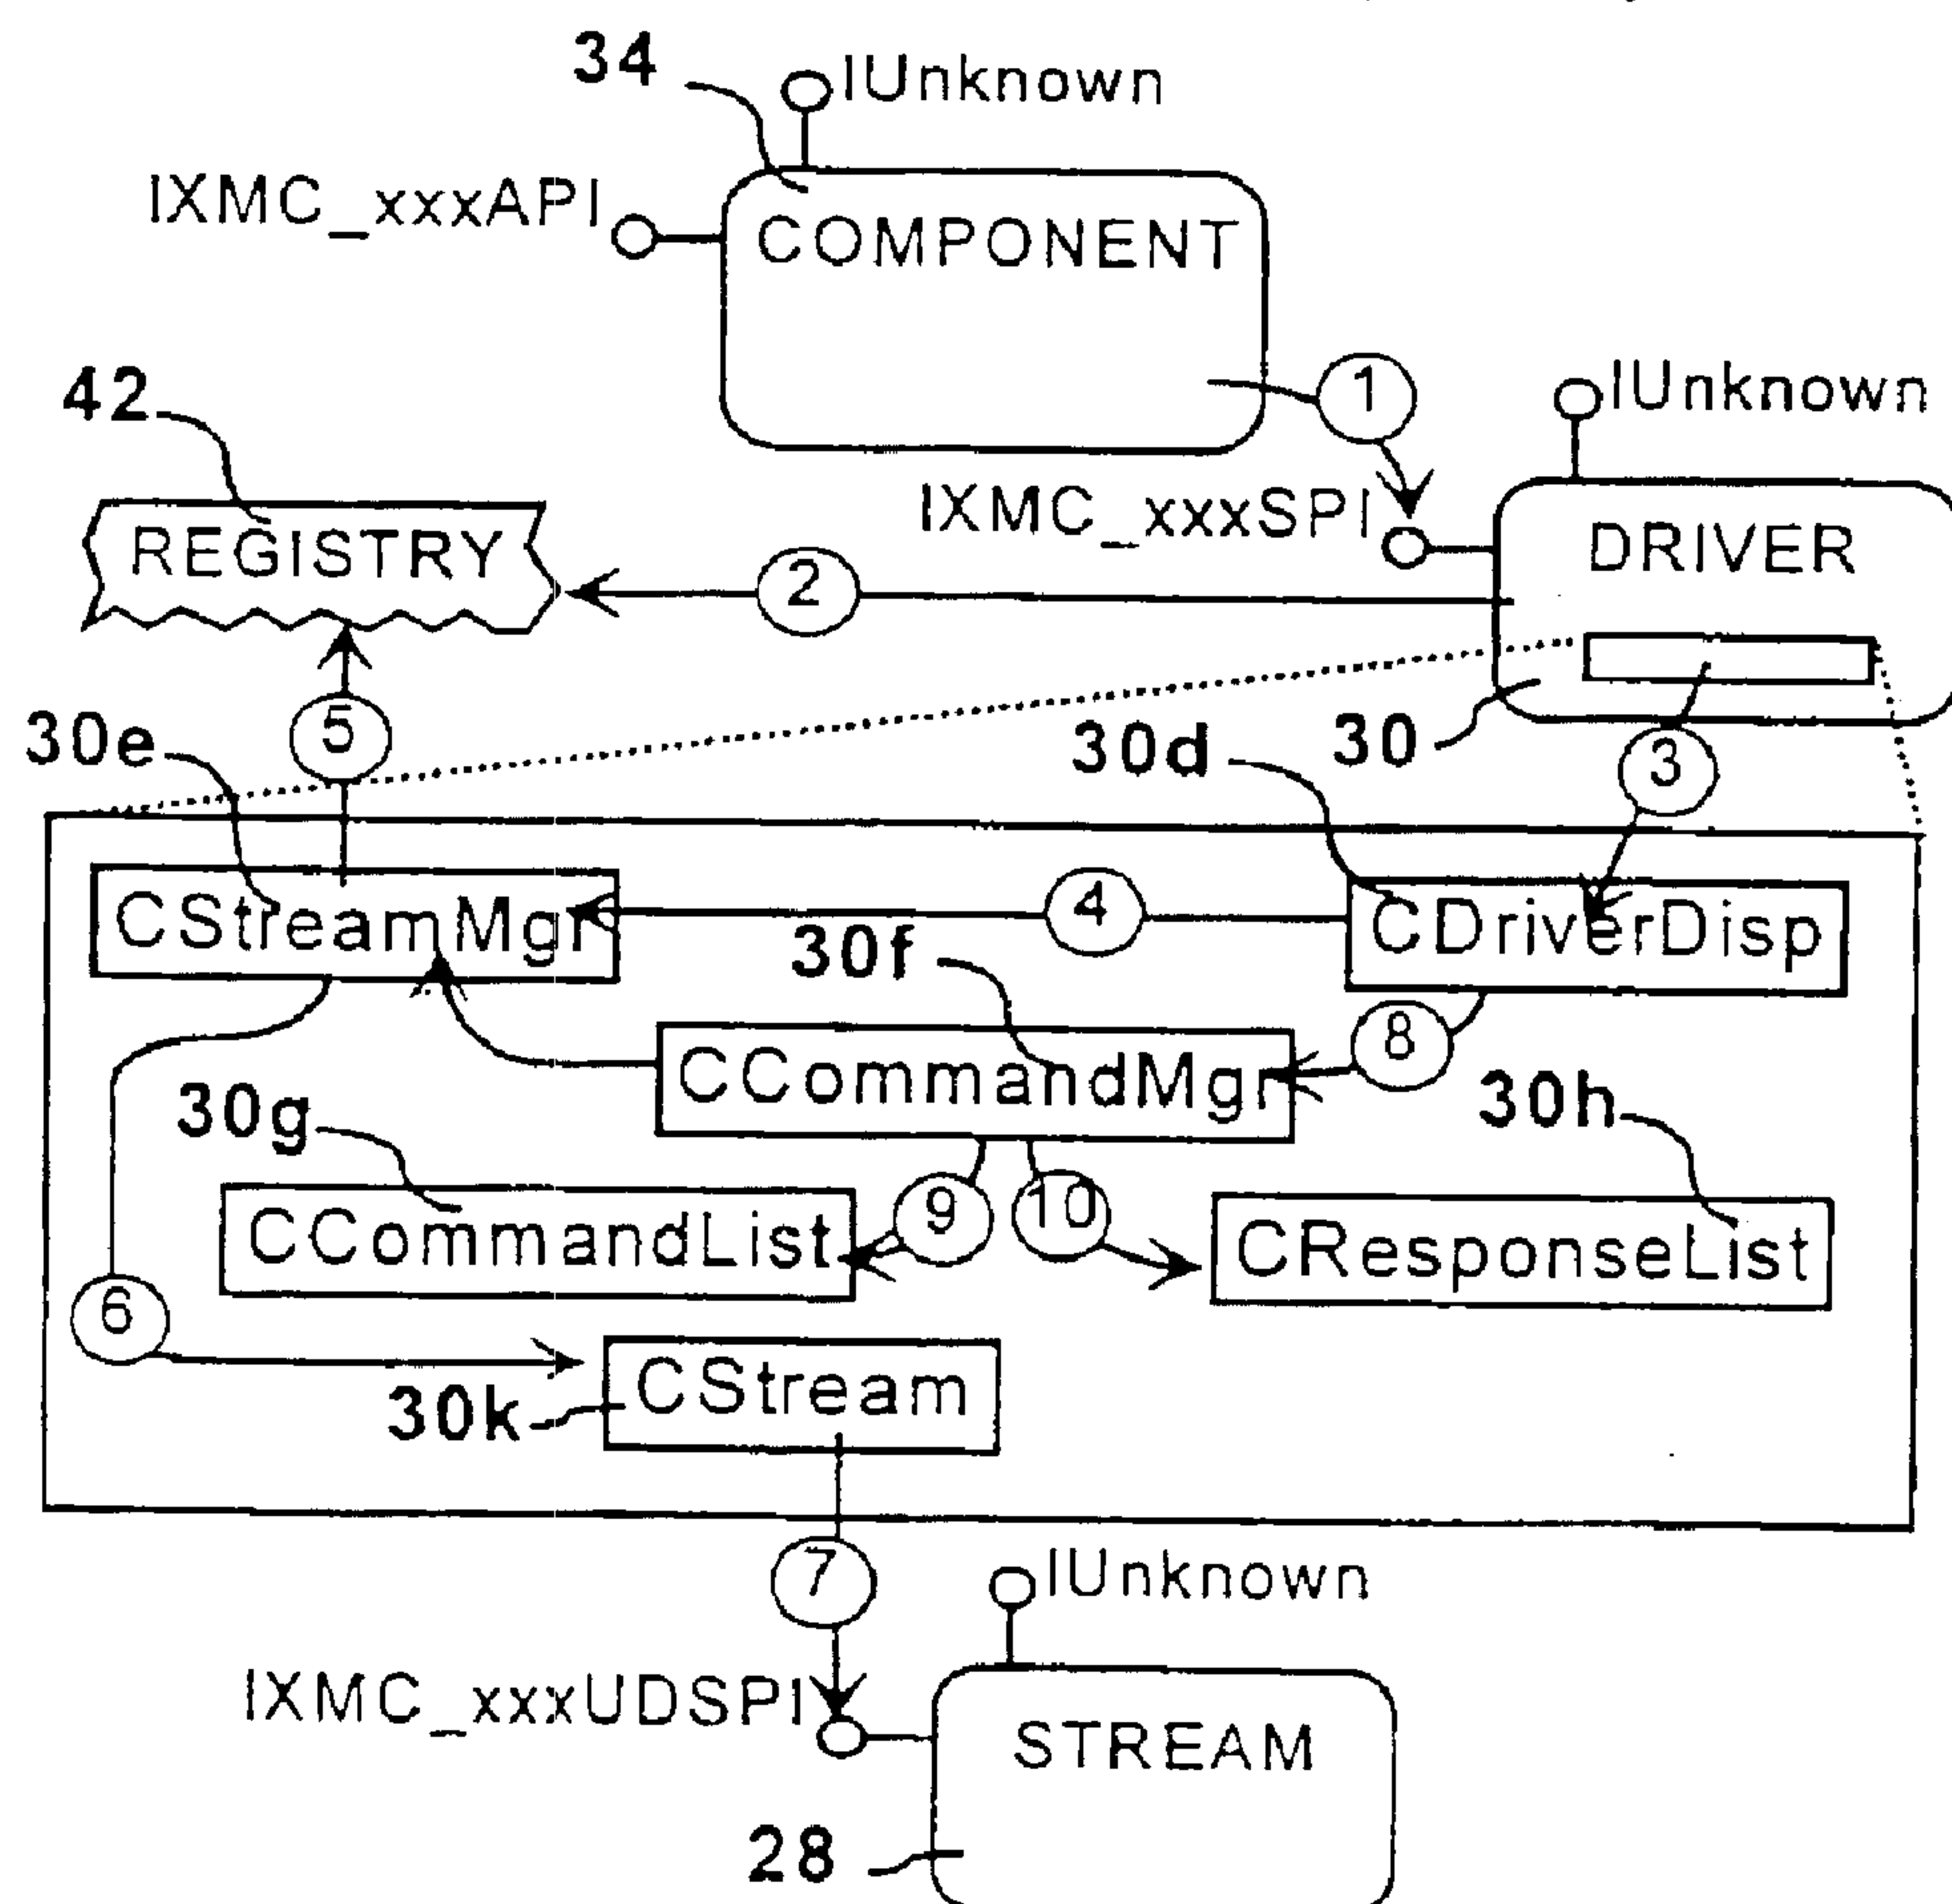 34
IUnknown
IXMC_xxxAPI
COMPONENT
1
42
IUnknown
IXMC_xxxSPI
REGISTRY
DRIVER
2
5
30e
30d
30
3
CStreamMgr
4
CDriverDisp
30f
8
CCommandMgr
30g
30h
9
10
CCommandList
CResponseList
6
CStream
30k
7
IUnknown
IXMC_xxxUDSPI
STREAM
28